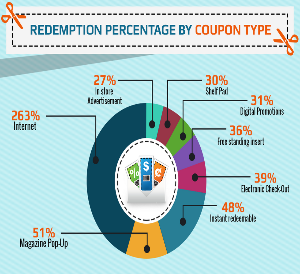 REDEMPTION PERCENTAGE BY COUPON TYPE
27%
In store
Advertisement
30%
Shelf Pad
31%
Digital Promotions
36%
Free standing insert
39%
Electronic Check-Out
48%
Instant redeemable
51%
Magazine Pop-Up
263%
Internet
$